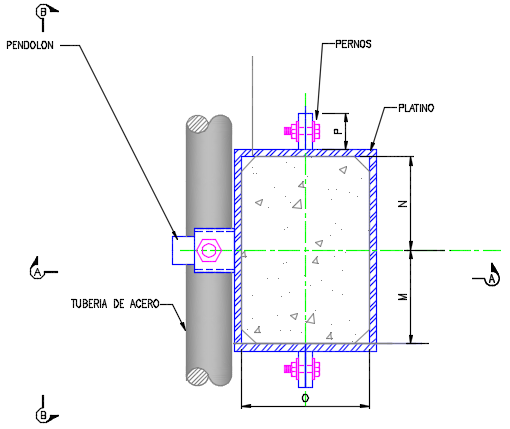 B
PENDOLON
PERNOS
P
PLATINO
N
A
A
M
TUBERIA DE ACERO
O
B